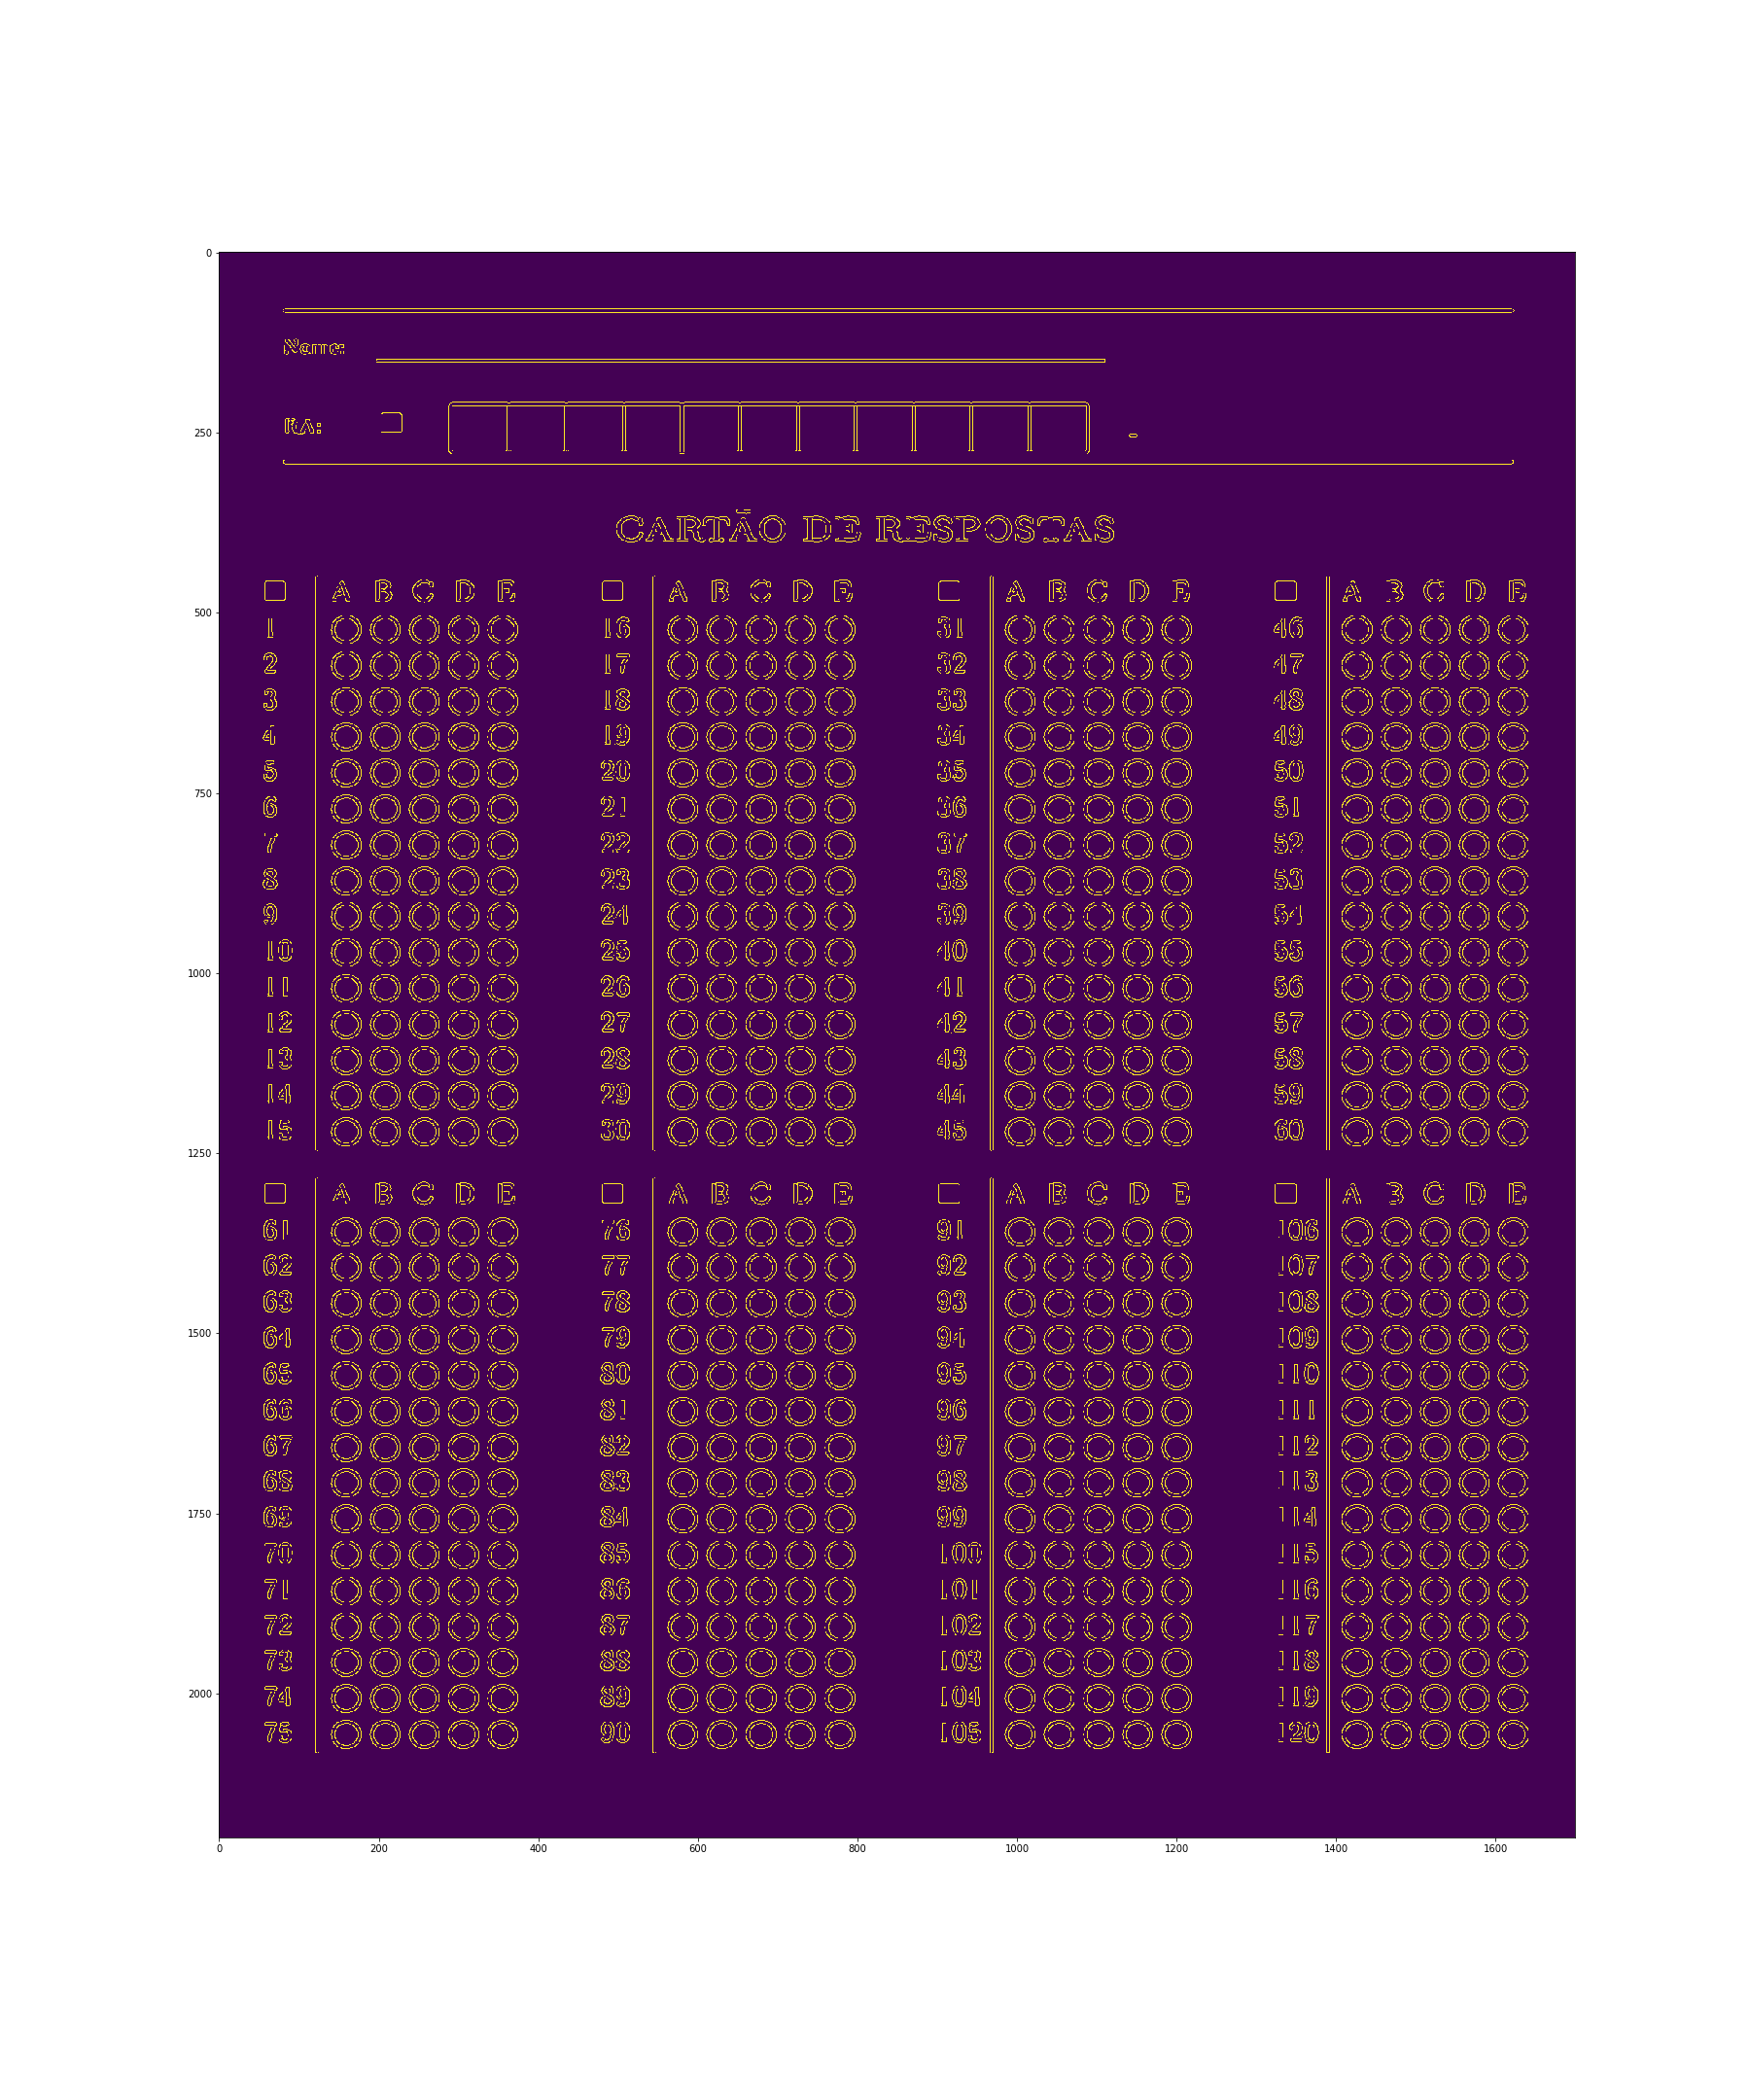 0
Name:
250 RA: -
CARTÃO DE RESPOSTAS
A B C D E A B C D E A B C D E A B C D E
500
1 16 31 46
2 17 32 47
3 18 33 48
4 19 34 49
5 20 35 50
750
6 21 36 51
7 22 37 52
8 23 38 53
9 24 39 54
10 25 40 55
1000
11 26 41 56
12 27 42 57
13 28 43 58
14 29 44 59
15 30 45 60
1250
A B C D E A B C D E A B C D E A B C D E
61 76 91 106
62 77 92 107
63 78 93 108
1500 64 79 94 109
65 80 95 110
66 81 96 111
67 82 97 112
68 83 98 113
1750 69 84 99 114
70 85 100 115
71 86 101 116
72 87 102 117
73 88 103 118
2000 74 89 104 119
75 90 105 120
0 200 400 600 800 1000 1200 1400 1600